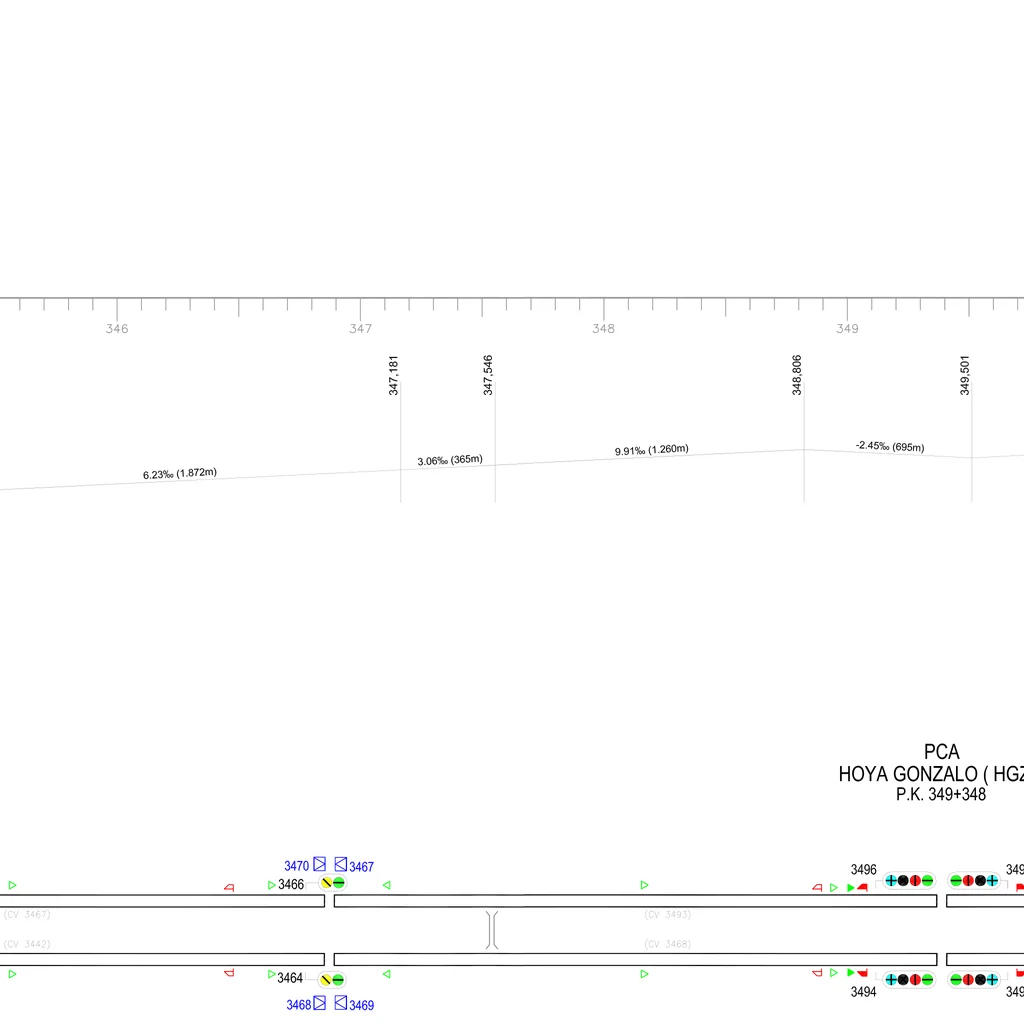 346 347 348 349
347,181 347,546 348,806 349,501
6.23‰ (1.872m) 3.06‰ (365m) 9.91‰ (1.260m) -2.45‰ (695m)
PCA
HOYA GONZALO ( HGZ
P.K. 349+348
3470 3467
3466 3496 349
(CV 3467) (CV 3493)
(CV 3442) (CV 3468)
3464 3494 349
3468 3469